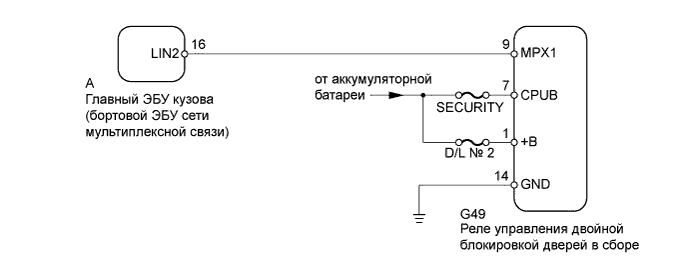 LIN2
16
9
MPX1
A
Главный ЭБУ кузова
(бортовой ЭБУ сети
мультиплексной связи)
от аккумуляторной
батареи
7
CPUB
SECURITY
1
+B
D/L № 2
14
GND
G49
Реле управления двойной
блокировкой дверей в сборе